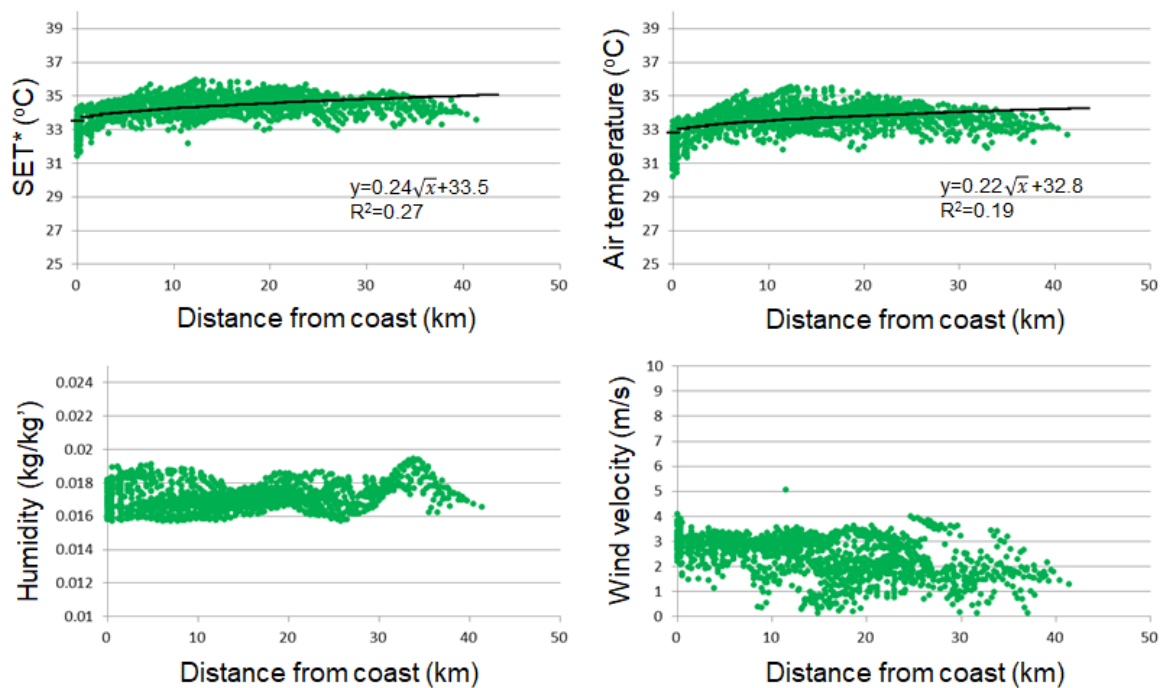 39
37
35
33
31
29
27
25
SET* (°C)
y=0.24√x+33.5
R²=0.27
0 10 20 30 40 50
Distance from coast (km)
39
37
35
33
31
29
27
25
Air temperature (°C)
y=0.22√x+32.8
R²=0.19
0 10 20 30 40 50
Distance from coast (km)
0.024
0.022
0.02
0.018
0.016
0.014
0.012
0.01
Humidity (kg/kg’)
0 10 20 30 40 50
Distance from coast (km)
10
9
8
7
6
5
4
3
2
1
0
Wind velocity (m/s)
0 10 20 30 40 50
Distance from coast (km)